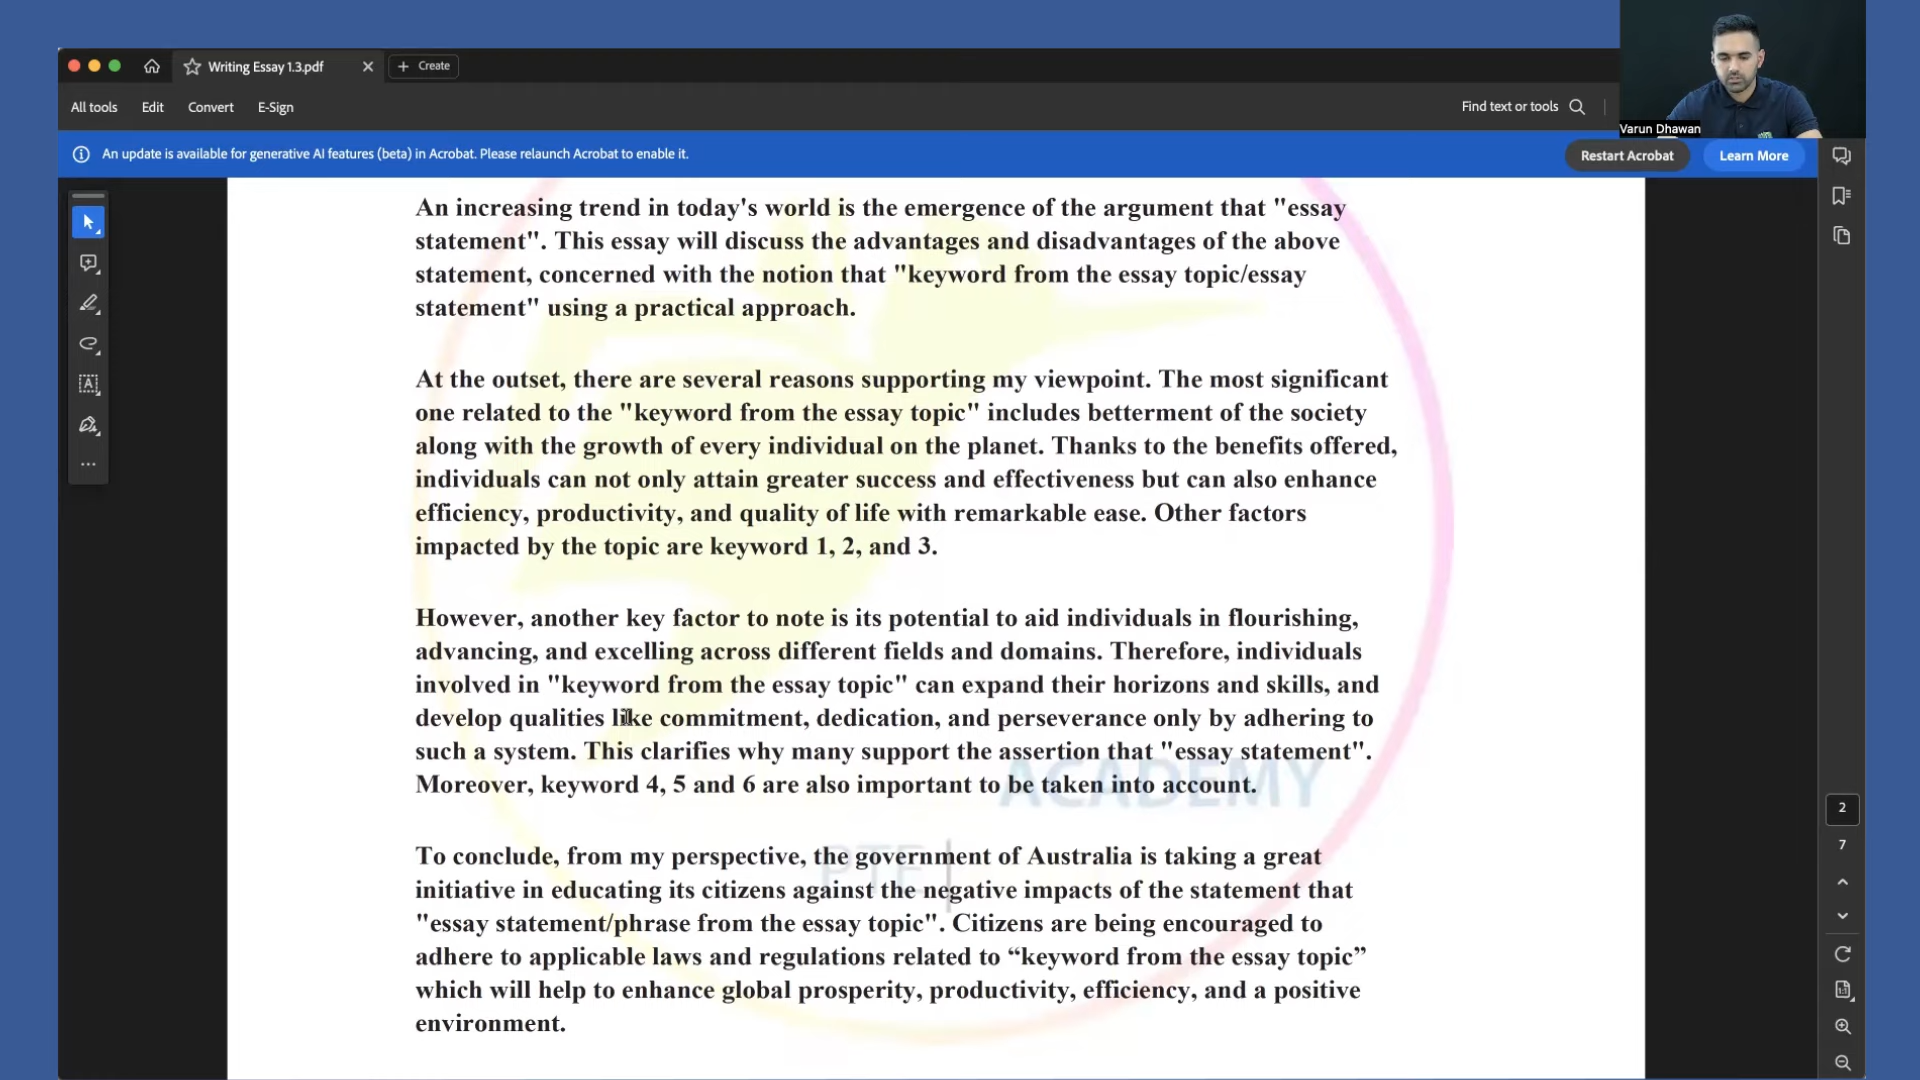 Writing Essay 1.3.pdf
Create
All tools Edit Convert E-Sign
Find text or tools
Varun Dhawan
An update is available for generative AI features (beta) in Acrobat. Please relaunch Acrobat to enable it.
Restart Acrobat
Learn More
An increasing trend in today's world is the emergence of the argument that "essay
statement". This essay will discuss the advantages and disadvantages of the above
statement, concerned with the notion that "keyword from the essay topic/essay
statement" using a practical approach.
At the outset, there are several reasons supporting my viewpoint. The most significant
one related to the "keyword from the essay topic" includes betterment of the society
along with the growth of every individual on the planet. Thanks to the benefits offered,
individuals can not only attain greater success and effectiveness but can also enhance
efficiency, productivity, and quality of life with remarkable ease. Other factors
impacted by the topic are keyword 1, 2, and 3.
However, another key factor to note is its potential to aid individuals in flourishing,
advancing, and excelling across different fields and domains. Therefore, individuals
involved in "keyword from the essay topic" can expand their horizons and skills, and
develop qualities like commitment, dedication, and perseverance only by adhering to
such a system. This clarifies why many support the assertion that "essay statement".
Moreover, keyword 4, 5 and 6 are also important to be taken into account.
ACADEMY
PTE
To conclude, from my perspective, the government of Australia is taking a great
initiative in educating its citizens against the negative impacts of the statement that
"essay statement/phrase from the essay topic". Citizens are being encouraged to
adhere to applicable laws and regulations related to “keyword from the essay topic”
which will help to enhance global prosperity, productivity, efficiency, and a positive
environment.
2
7